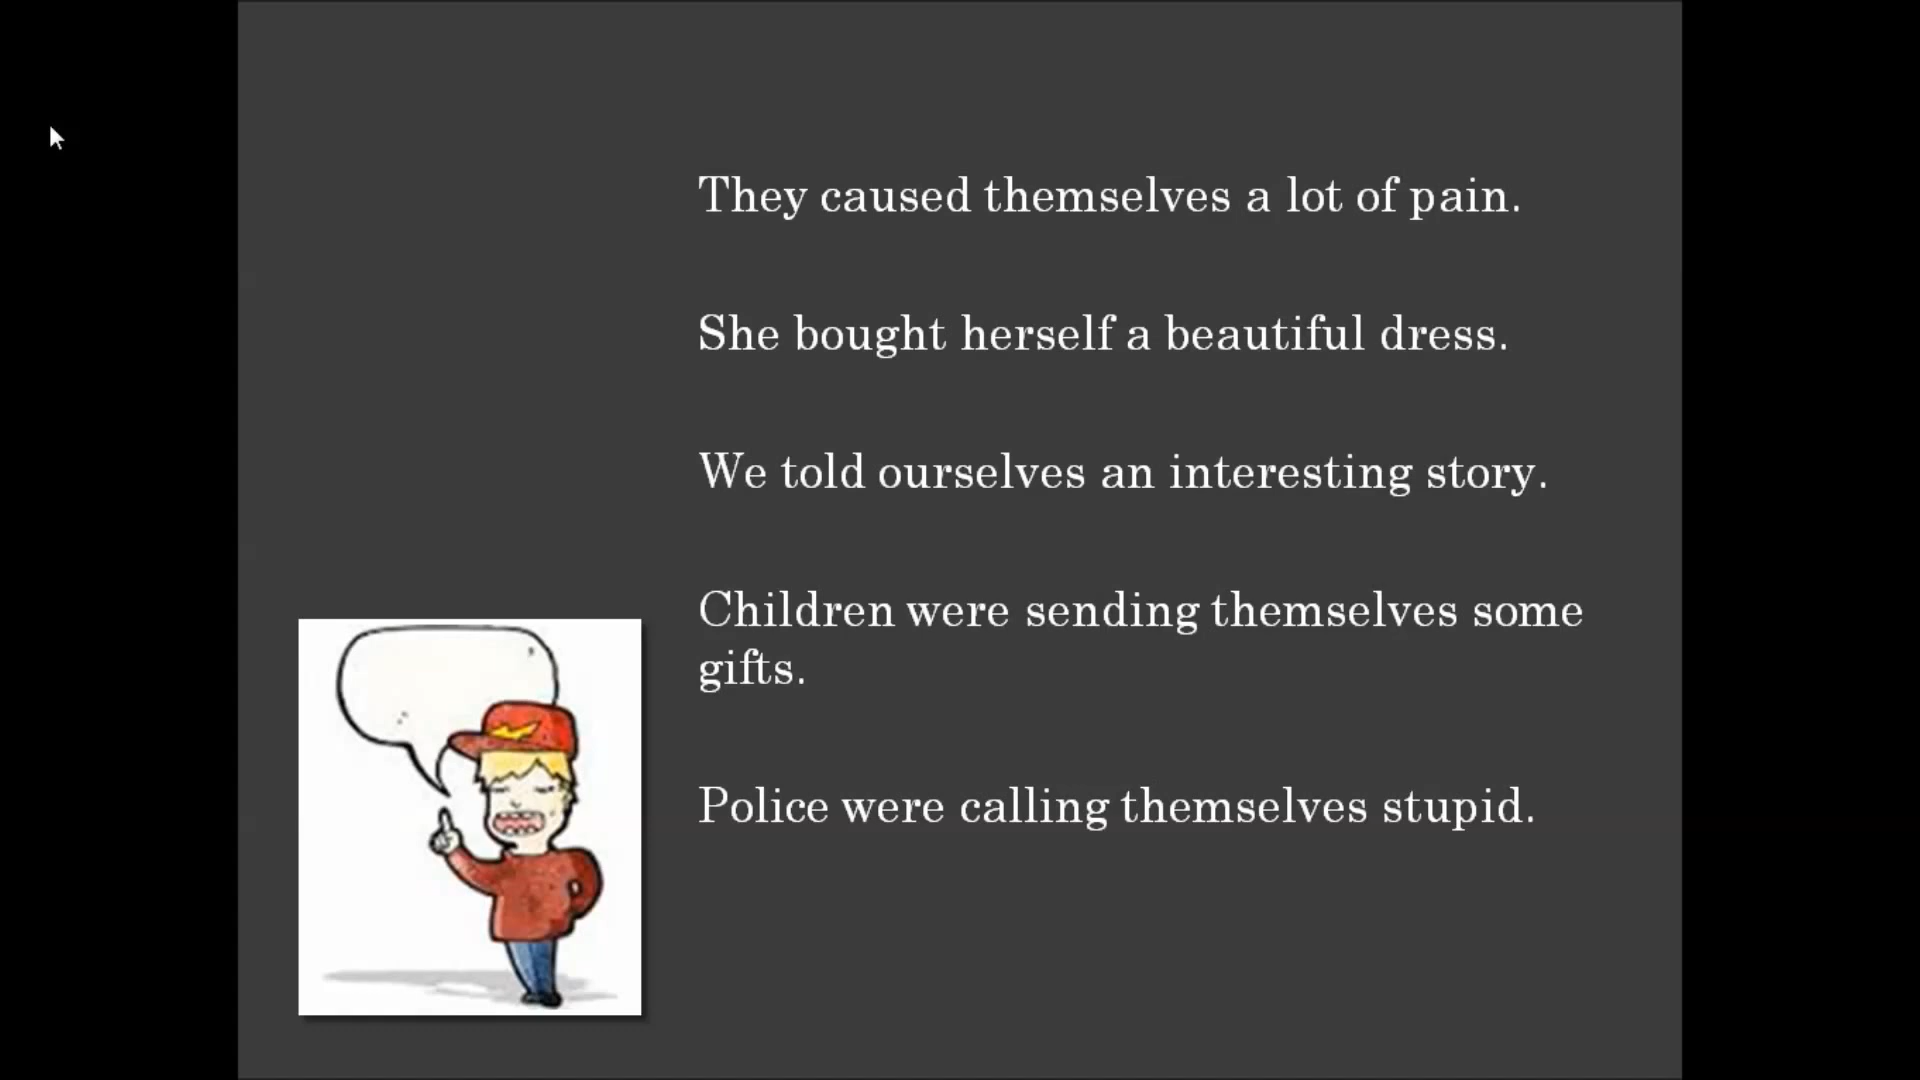 They caused themselves a lot of pain.
She bought herself a beautiful dress.
We told ourselves an interesting story.
Children were sending themselves some
gifts.
Police were calling themselves stupid.